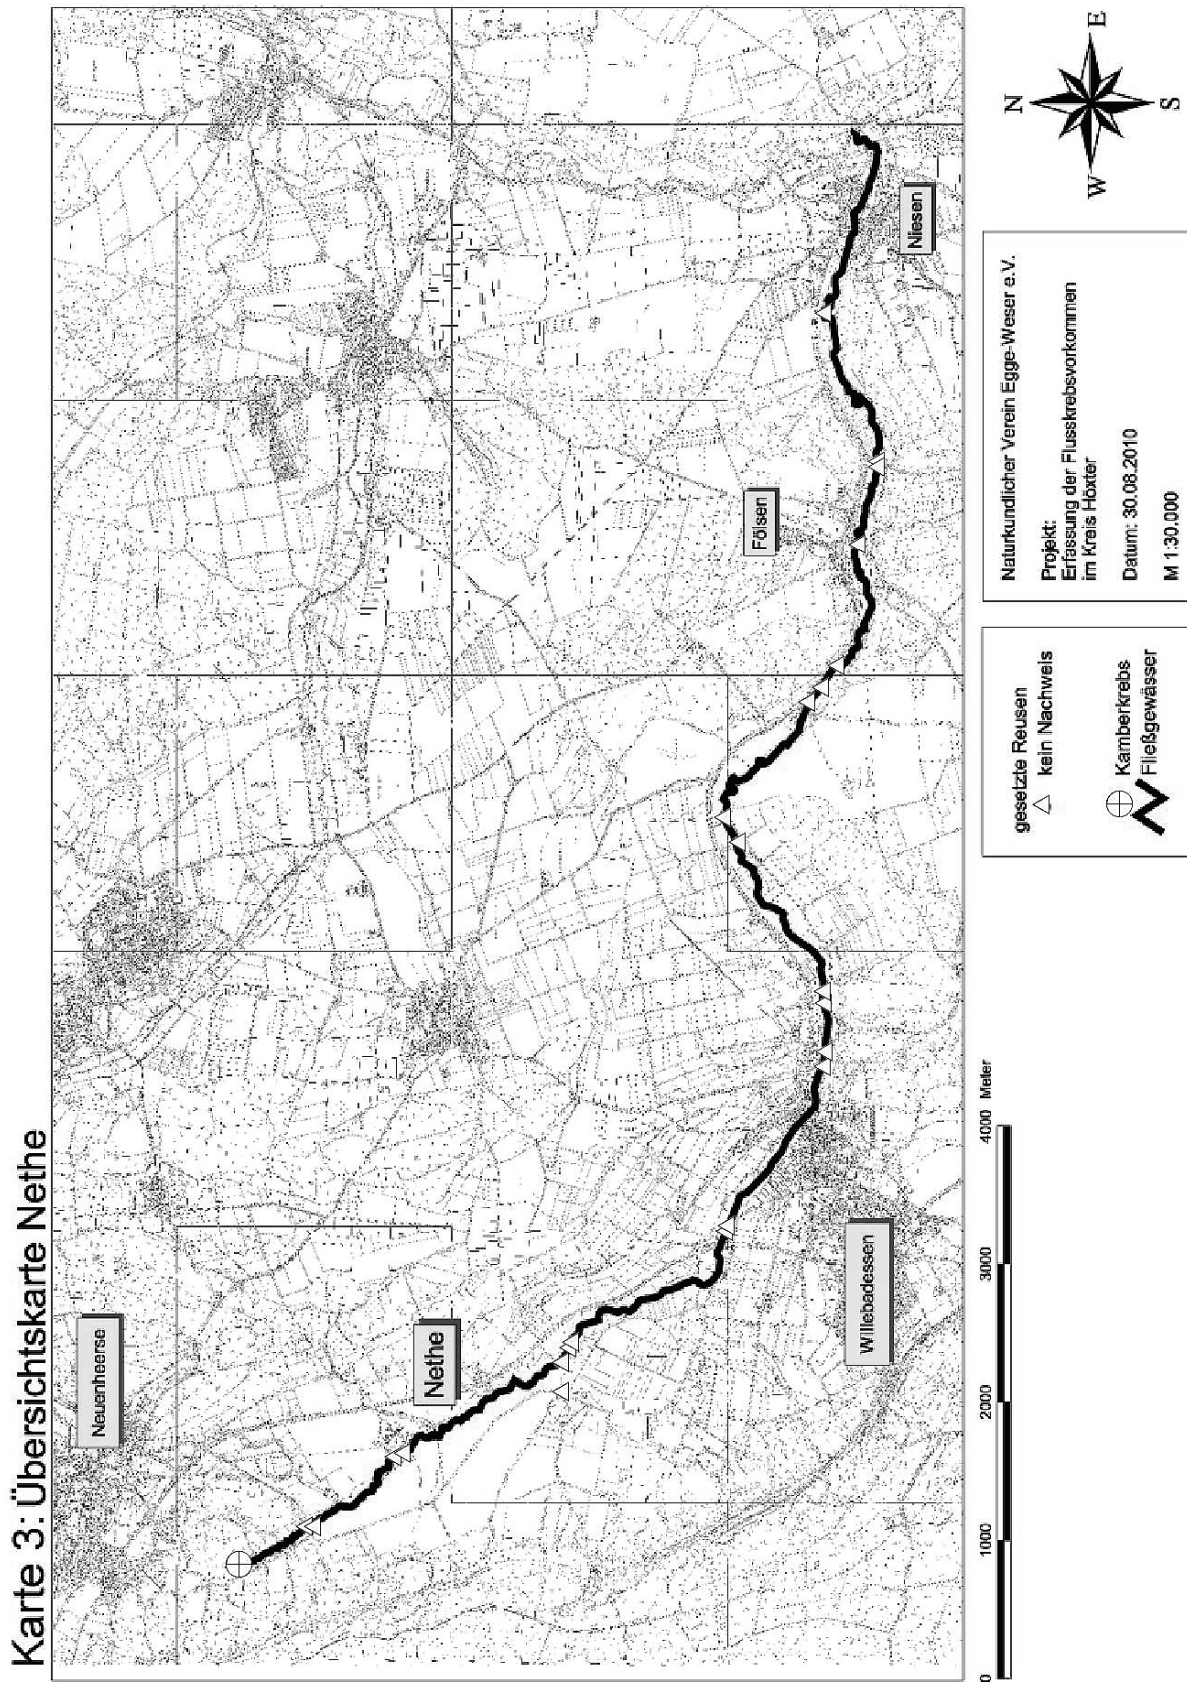 Karte 3: Übersichtskarte Nethe
Neuenheerse
Nethe
Willebadessen
Fölsen
Niesen
0 1000 2000 3000 4000 Meter
gesetzte Reusen
kein Nachweis
Kamberkrebs
Fließgewässer
Naturkundlicher Verein Egge-Weser e.V.
Projekt:
Erfassung der Flusskrebsvorkommen
im Kreis Höxter
Datum: 30.08.2010
M 1:30.000
N
W
E
S